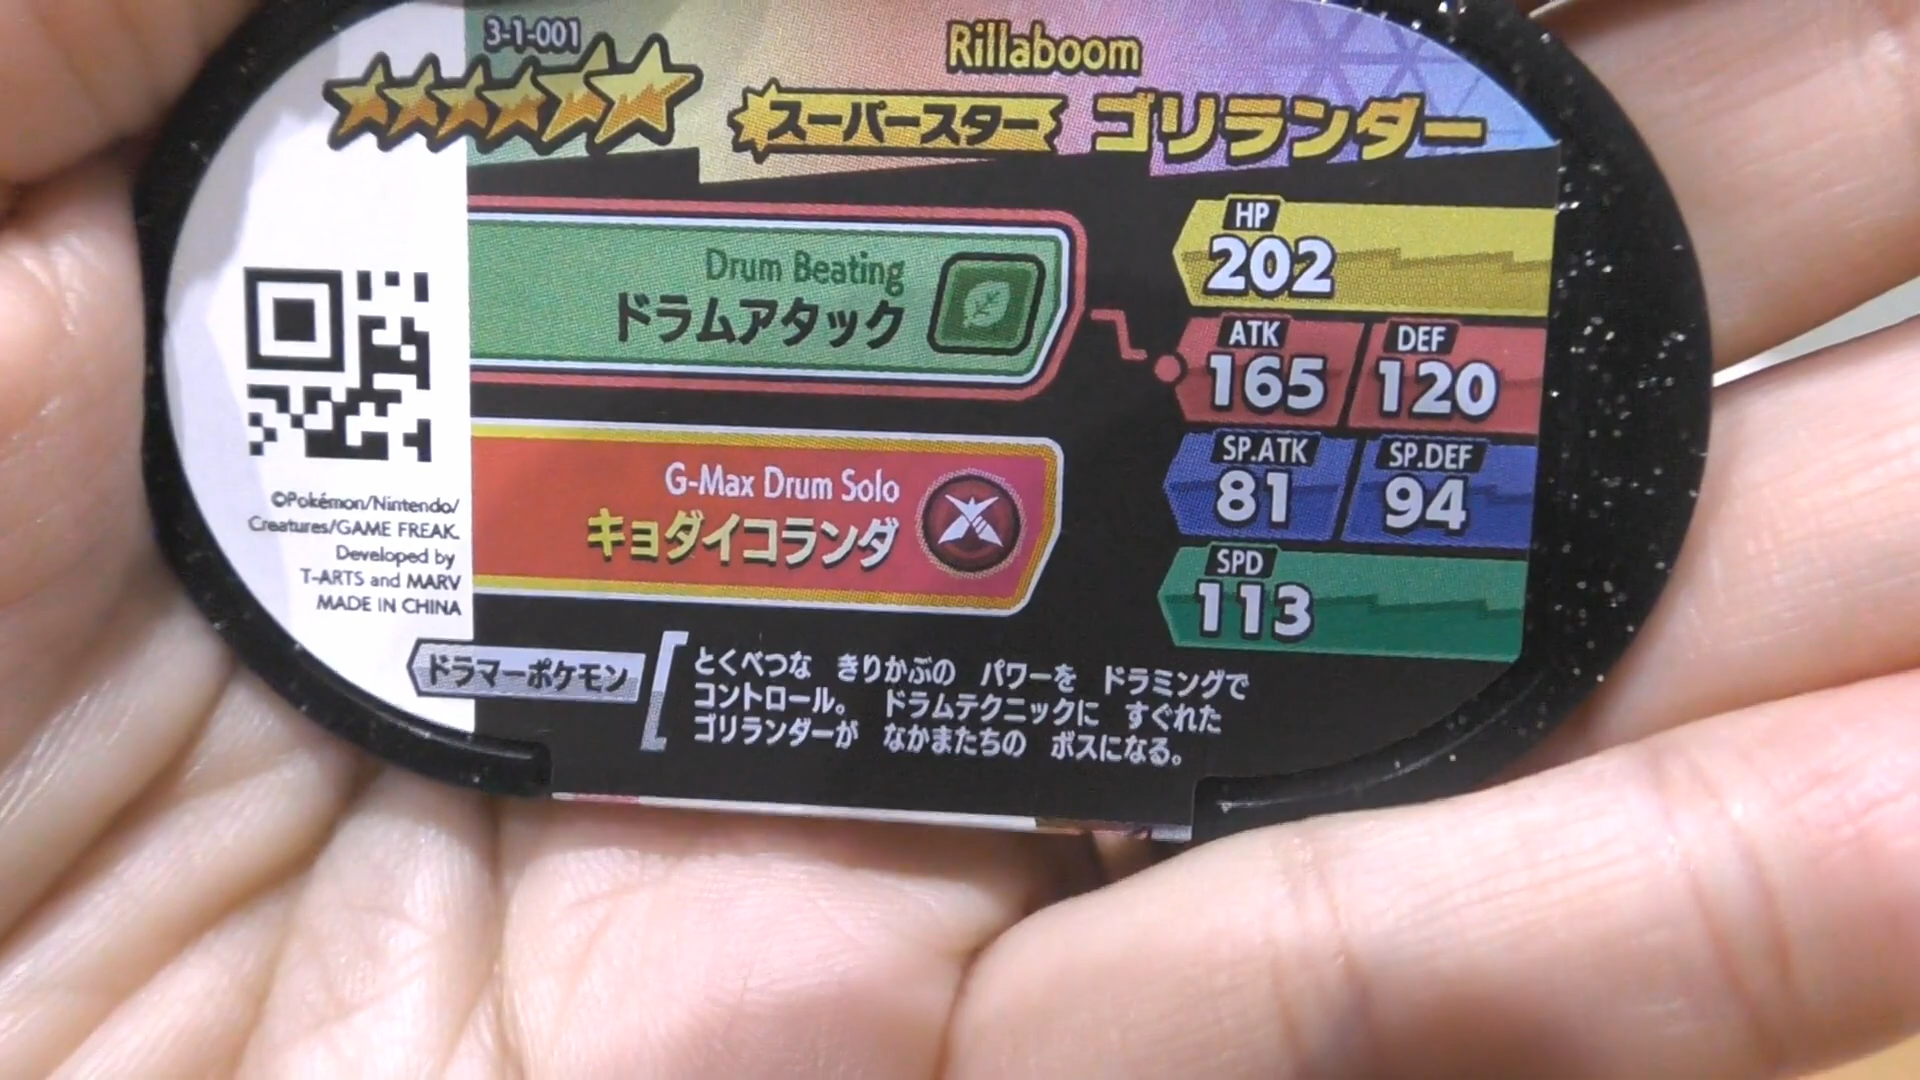 3-1-001
Rillaboom
スーパースター ゴリランダー
Drum Beating
ドラムアタック
G-Max Drum Solo
キョダイコランダ
HP
202
ATK
165
DEF
120
SP.ATK
81
SP.DEF
94
SPD
113
©Pokémon/Nintendo/
Creatures/GAME FREAK.
Developed by
T-ARTS and MARV
MADE IN CHINA
ドラマーポケモン
とくべつな きりかぶの パワーを ドラミングで
コントロール。 ドラムテクニックに すぐれた
ゴリランダーが なかまたちの ボスになる。